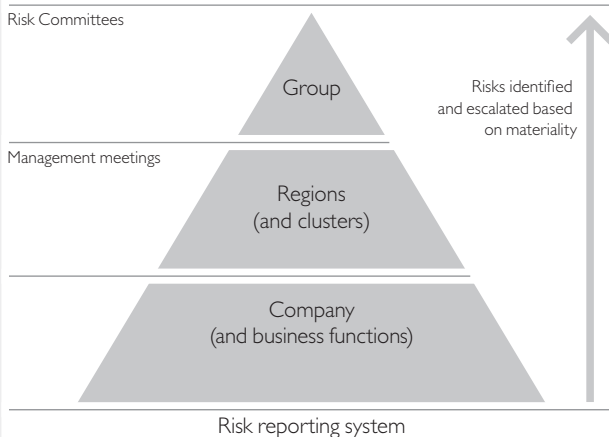 Risk Committees
Group
Risks identified
and escalated based
on materiality
Management meetings
Regions
(and clusters)
Company
(and business functions)
Risk reporting system